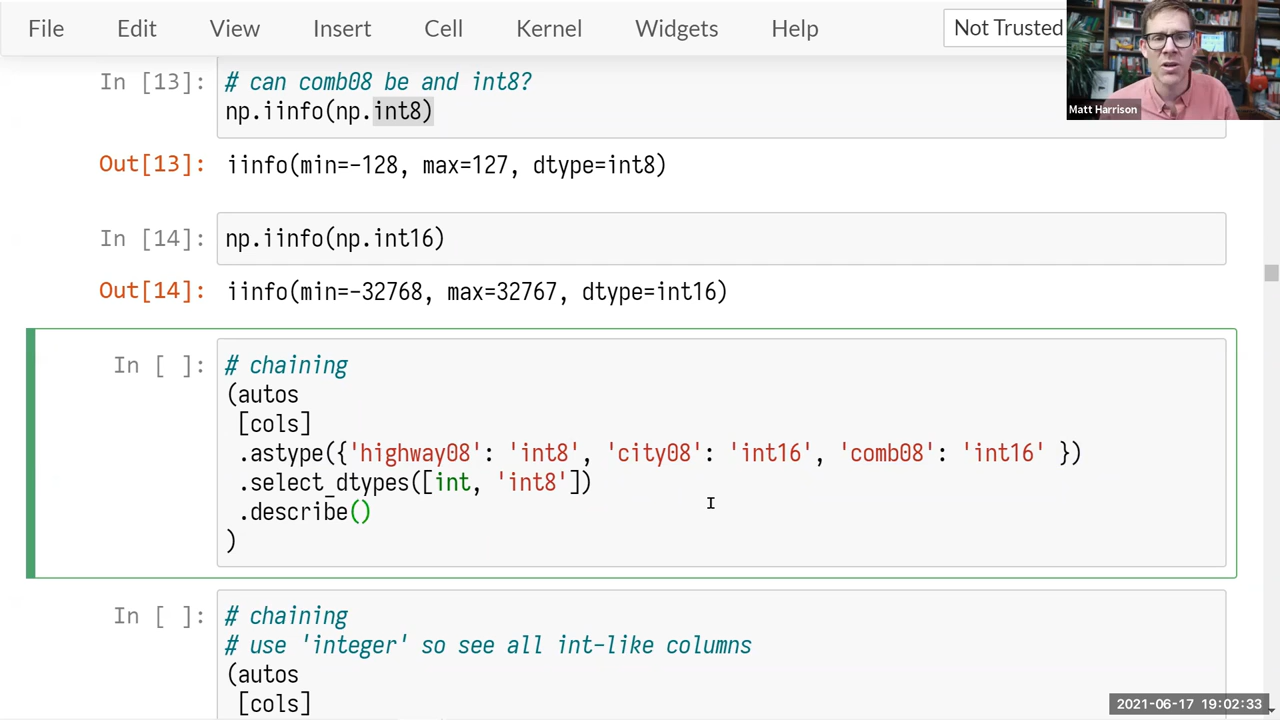 File Edit View Insert Cell Kernel Widgets Help Not Trusted
Matt Harrison
In [13]: # can comb08 be and int8?
np.iinfo(np.int8)
Out[13]: iinfo(min=-128, max=127, dtype=int8)
In [14]: np.iinfo(np.int16)
Out[14]: iinfo(min=-32768, max=32767, dtype=int16)
In [ ]: # chaining
(autos
[cols]
.astype({'highway08': 'int8', 'city08': 'int16', 'comb08': 'int16' })
.select_dtypes([int, 'int8'])
.describe()
)
In [ ]: # chaining
# use 'integer' so see all int-like columns
(autos
[cols]
2021-06-17 19:02:33